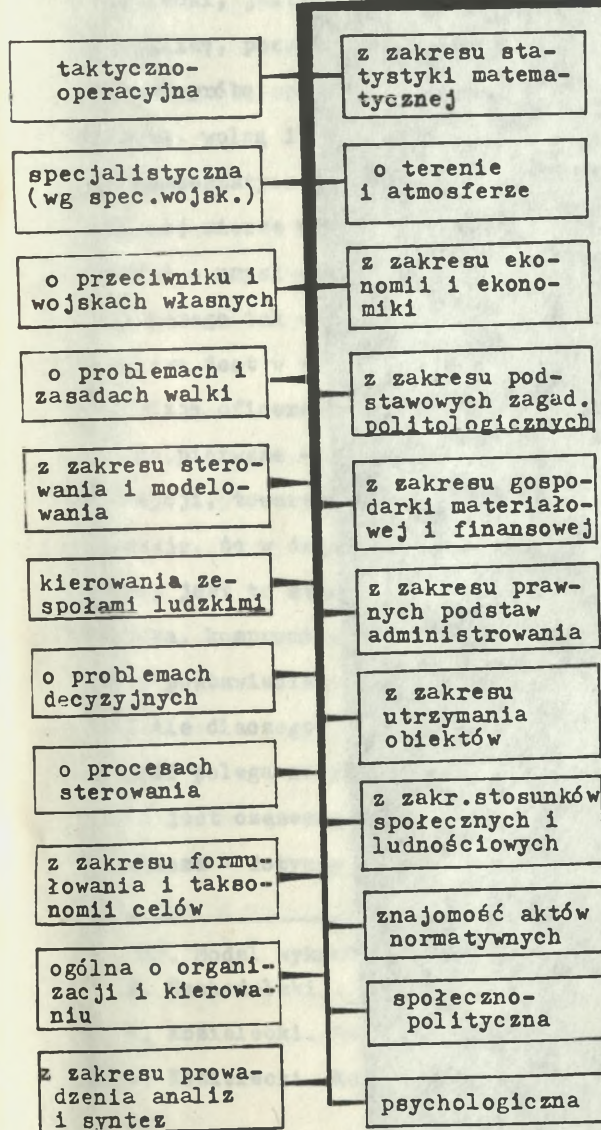 taktyczno-
operacyjna
specjalistyczna
(wg spec.wojsk.)
o przeciwniku i
wojskach własnych
o problemach i
zasadach walki
z zakresu stero-
wania i modelo-
wania
kierowania ze-
społami ludzkimi
o problemach
decyzyjnych
o procesach
sterowania
z zakresu formu-
łowania i takso-
nomii celów
ogólna o organi-
zacji i kierowa-
niu
z zakresu prowa-
dzenia analiz
i syntez
z zakresu sta-
tystyki matema-
tycznej
o terenie
i atmosferze
z zakresu eko-
nomii i ekono-
miki
z zakresu pod-
stawowych zagad.
politologicznych
z zakresu gospo-
darki materiało-
wej i finansowej
z zakresu praw-
nych podstaw
administrowania
z zakresu
utrzymania
obiektów
z zakr.stosunków
społecznych i
ludnościowych
znajomość aktów
normatywnych
społeczno-
polityczna
psychologiczna